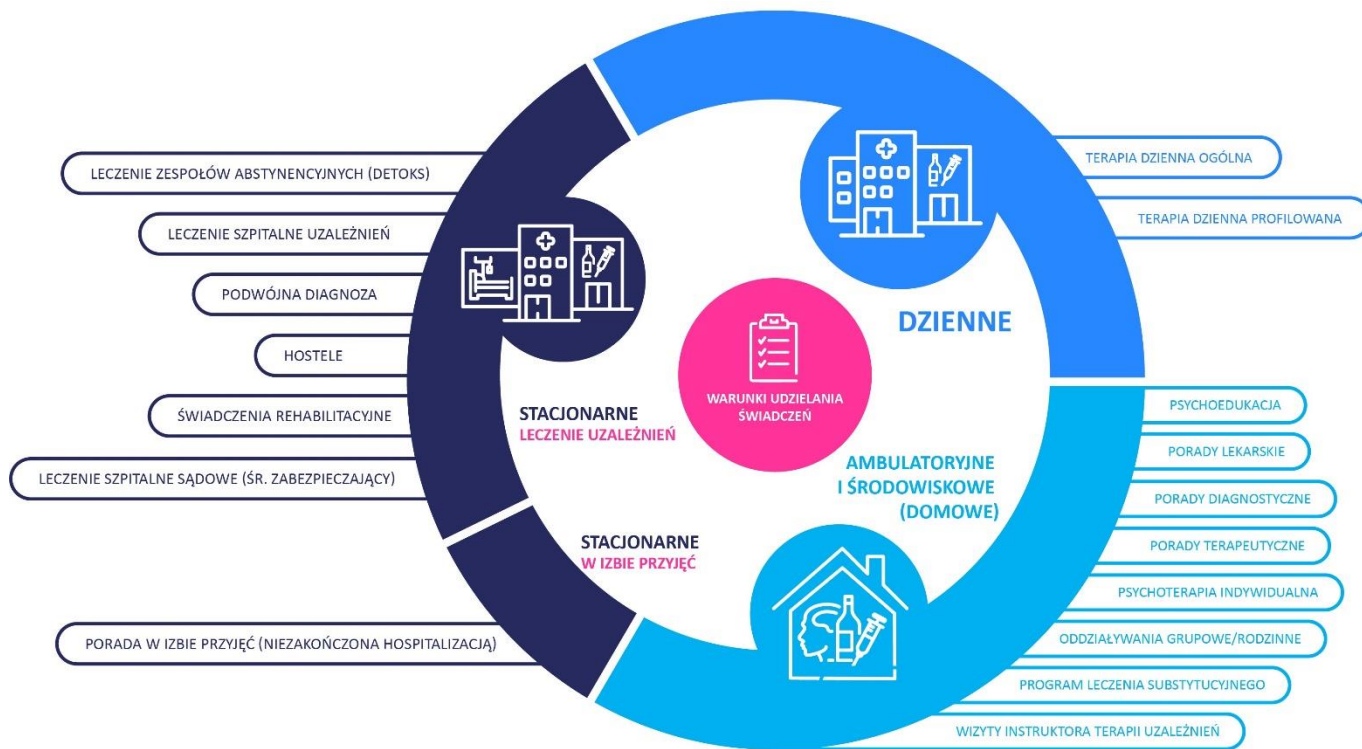 LECZENIE ZESPOŁÓW ABSTYNENCYJNYCH (DETOKS)
LECZENIE SZPITALNE UZALEŻNIEŃ
PODWÓJNA DIAGNOZA
HOSTELE
ŚWIADCZENIA REHABILITACYJNE
LECZENIE SZPITALNE SĄDOWE (ŚR. ZABEZPIECZAJĄCY)
PORADA W IZBIE PRZYJĘĆ (NIEZAKOŃCZONA HOSPITALIZACJĄ)
STACJONARNE
LECZENIE UZALEŻNIEŃ
STACJONARNE
W IZBIE PRZYJĘĆ
WARUNKI UDZIELANIA
ŚWIADCZEŃ
DZIENNE
TERAPIA DZIENNA OGÓLNA
TERAPIA DZIENNA PROFILOWANA
AMBULATORYJNE
I ŚRODOWISKOWE
(DOMOWE)
PSYCHOEDUKACJA
PORADY LEKARSKIE
PORADY DIAGNOSTYCZNE
PORADY TERAPEUTYCZNE
PSYCHOTERAPIA INDYWIDUALNA
ODDZIAŁYWANIA GRUPOWE/RODZINNE
PROGRAM LECZENIA SUBSTYTUCYJNEGO
WIZYTY INSTRUKTORA TERAPII UZALEŻNIEŃ